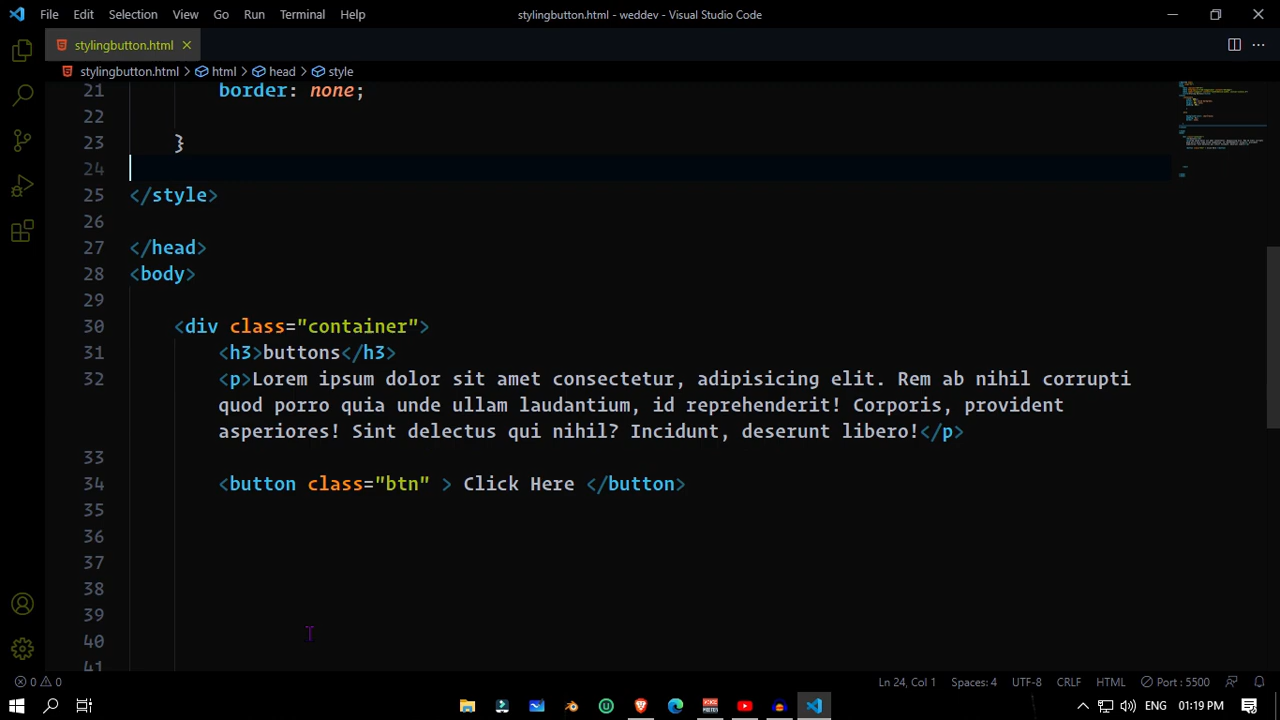 File Edit Selection View Go Run Terminal Help stylingbutton.html - weddev - Visual Studio Code
stylingbutton.html
stylingbutton.html > html > head > style
21 border: none;
22
23 }
24
25 </style>
26
27 </head>
28 <body>
29
30 <div class="container">
31 <h3>buttons</h3>
32 <p>Lorem ipsum dolor sit amet consectetur, adipisicing elit. Rem ab nihil corrupti
quod porro quia unde ullam laudantium, id reprehenderit! Corporis, provident
asperiores! Sint delectus qui nihil? Incidunt, deserunt libero!</p>
33
34 <button class="btn" > Click Here </button>
35
36
37
38
39
40
41
0 0 Ln 24, Col 1 Spaces: 4 UTF-8 CRLF HTML Port : 5500
ENG 01:19 PM